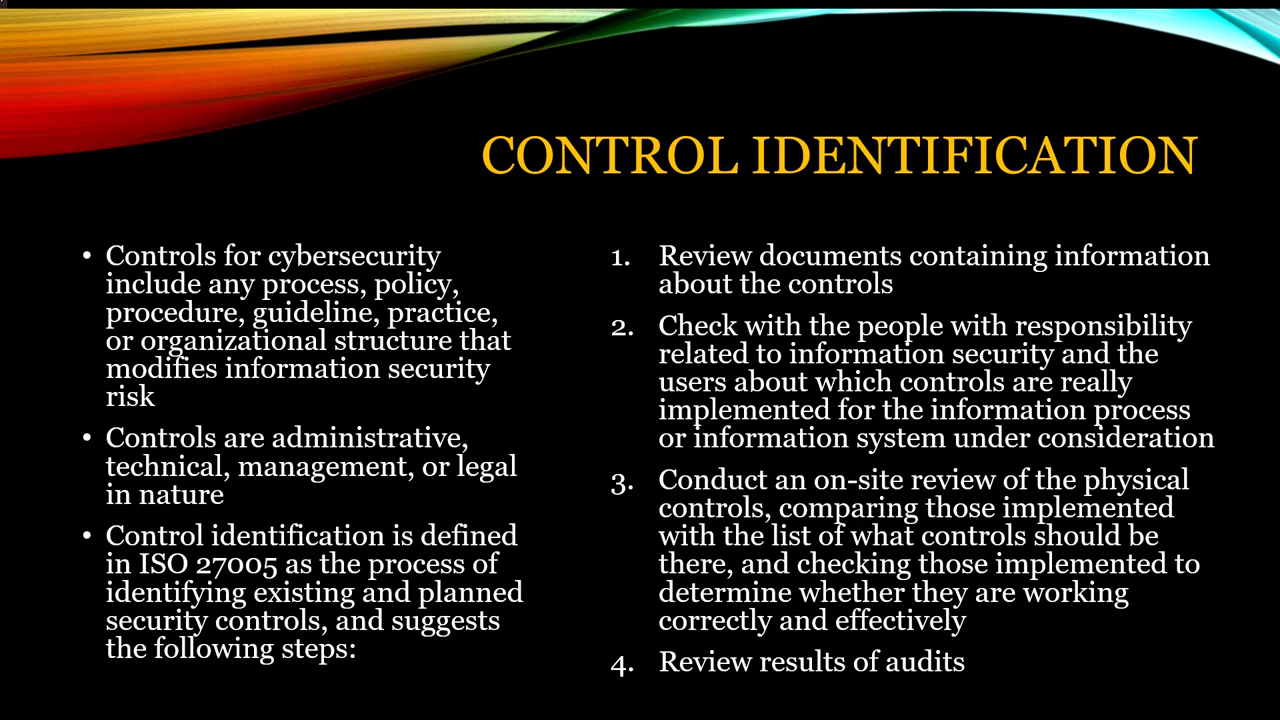 CONTROL IDENTIFICATION
• Controls for cybersecurity
include any process, policy,
procedure, guideline, practice,
or organizational structure that
modifies information security
risk
• Controls are administrative,
technical, management, or legal
in nature
• Control identification is defined
in ISO 27005 as the process of
identifying existing and planned
security controls, and suggests
the following steps:
1. Review documents containing information
about the controls
2. Check with the people with responsibility
related to information security and the
users about which controls are really
implemented for the information process
or information system under consideration
3. Conduct an on-site review of the physical
controls, comparing those implemented
with the list of what controls should be
there, and checking those implemented to
determine whether they are working
correctly and effectively
4. Review results of audits